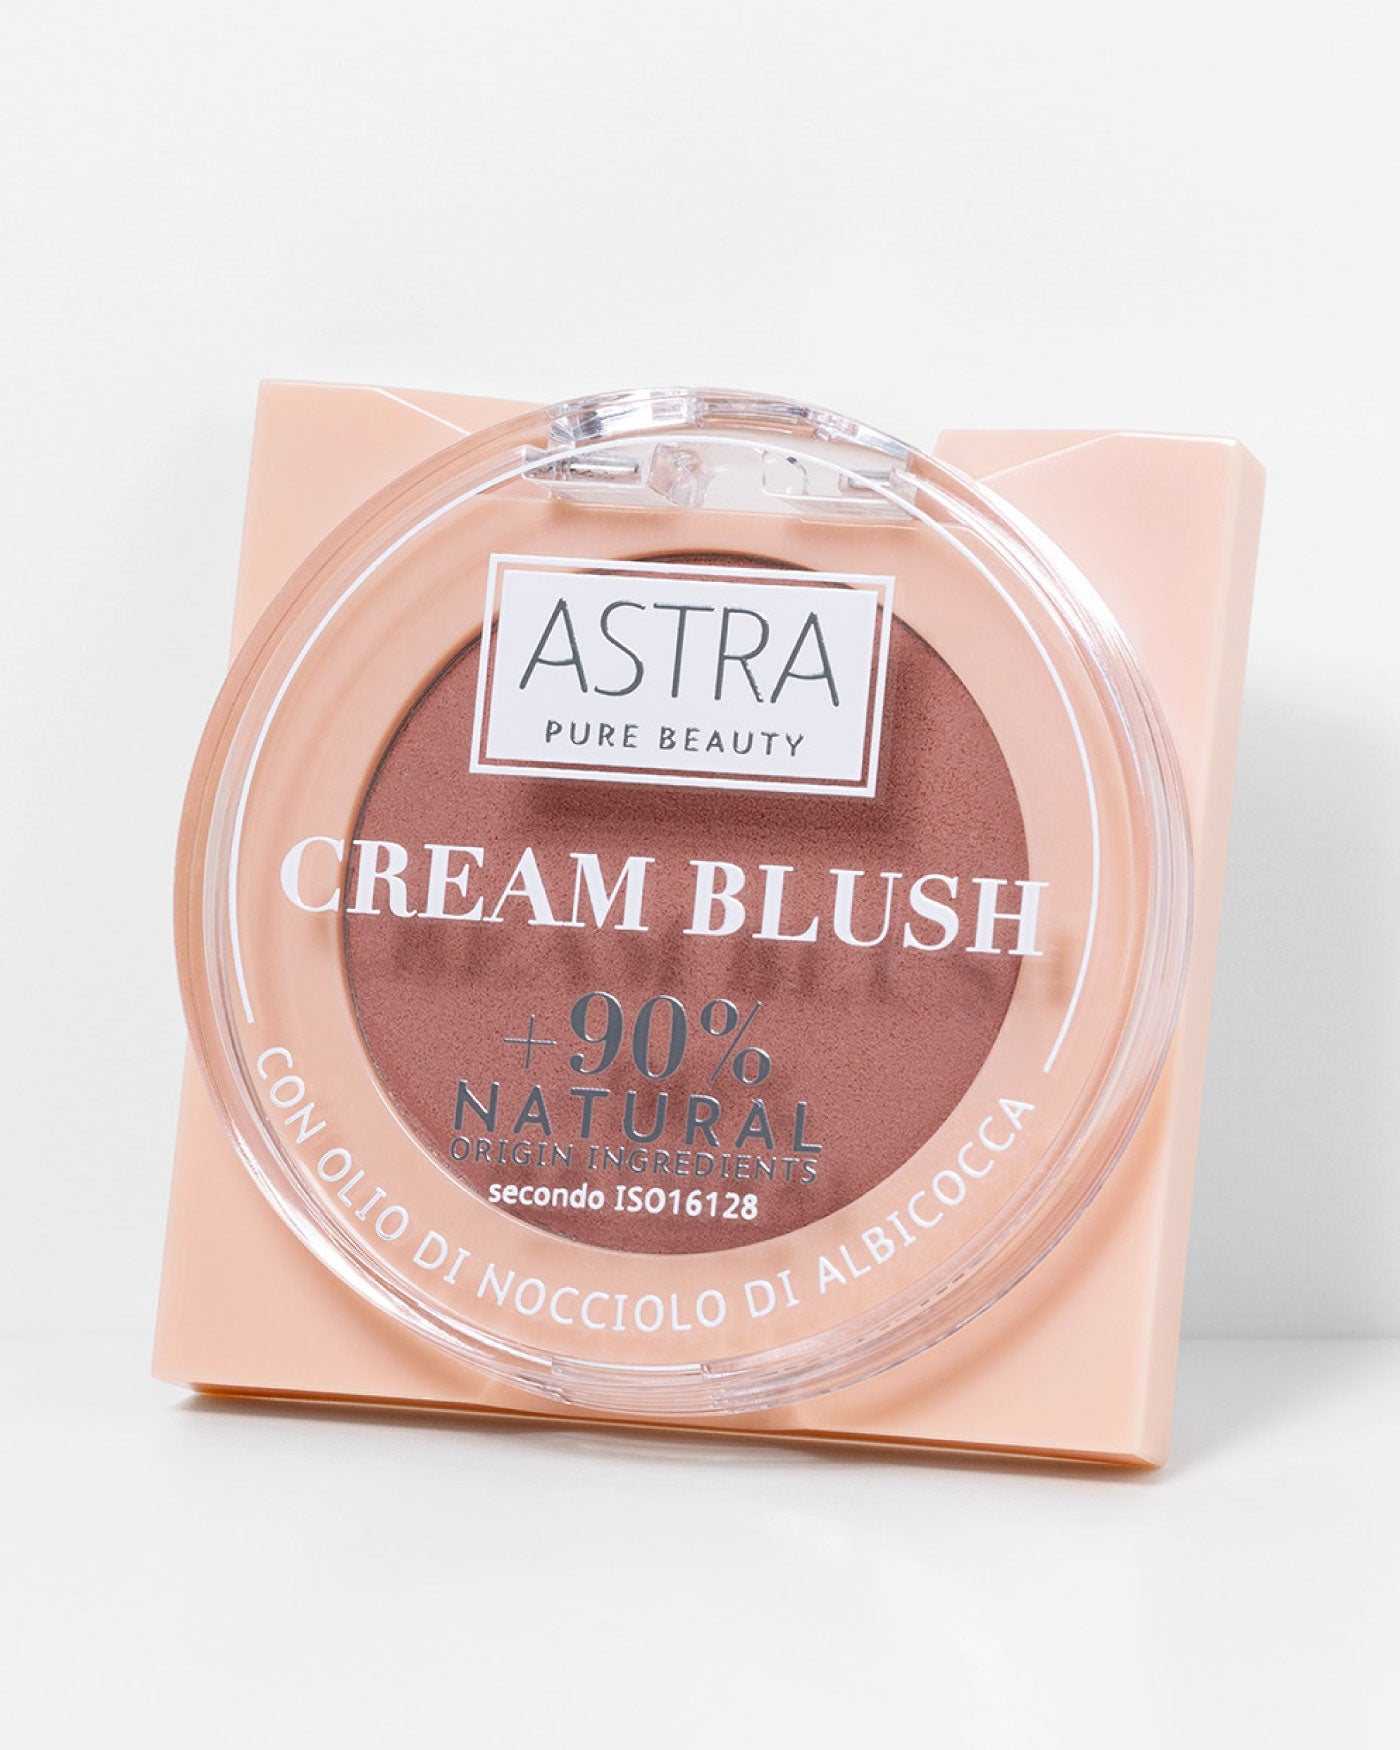 ASTRA
PURE BEAUTY
CREAM BLUSH
+90%
NATURAL
ORIGIN INGREDIENTS
secondo ISO16128
CON OLIO DI NOCCIOLO DI ALBICOCCA